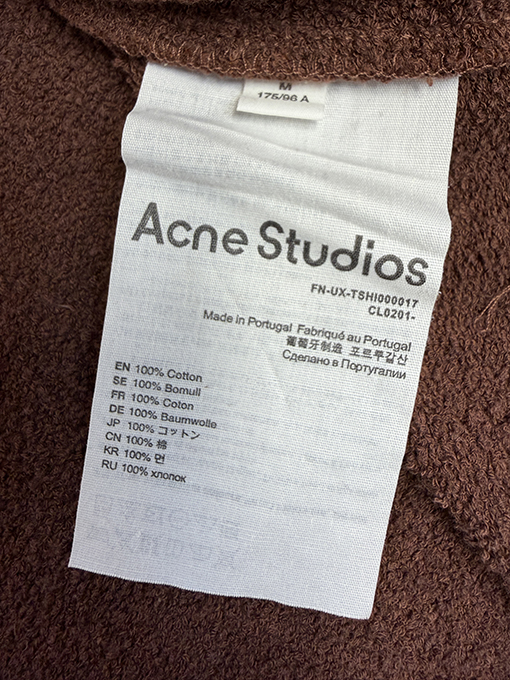 M
175/96 A
Acne Studios
FN-UX-TSHI000017
CL0201-
Made in Portugal Fabriqué au Portugal
葡萄牙制造 포르투갈산
Сделано в Португалии
EN 100% Cotton
SE 100% Bomull
FR 100% Coton
DE 100% Baumwolle
JP 100% コットン
CN 100% 棉
KR 100% 면
RU 100% хлопок